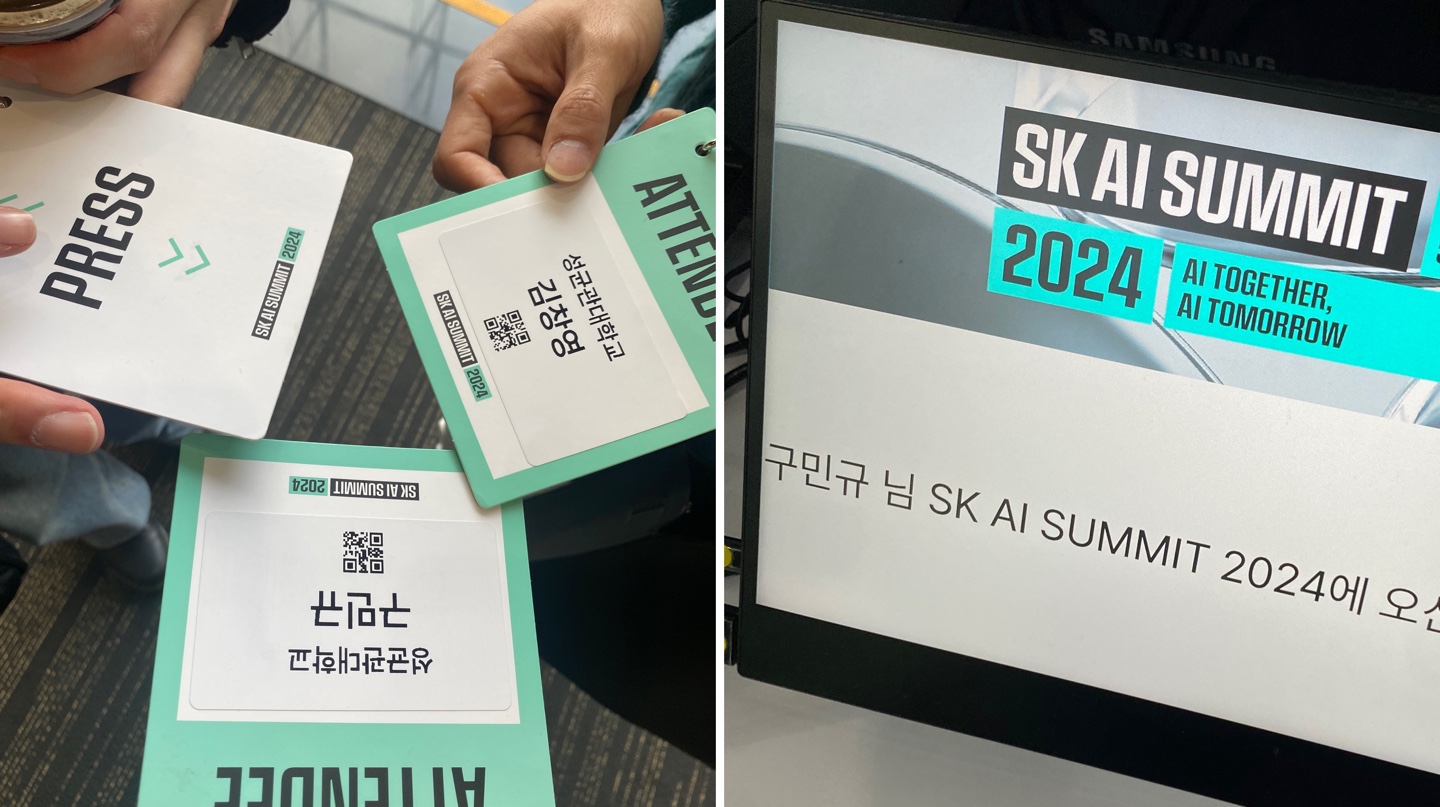 PRESS
SK AI SUMMIT 2024
ATTENDE
성균관대학교
김창영
SK AI SUMMIT 2024
SK AI SUMMIT 2024
구민규
성균관대학교
ATTENDEE
SAMSUNG
SK AI SUMMIT
2024
AI TOGETHER,
AI TOMORROW
구민규 님 SK AI SUMMIT 2024에 오신